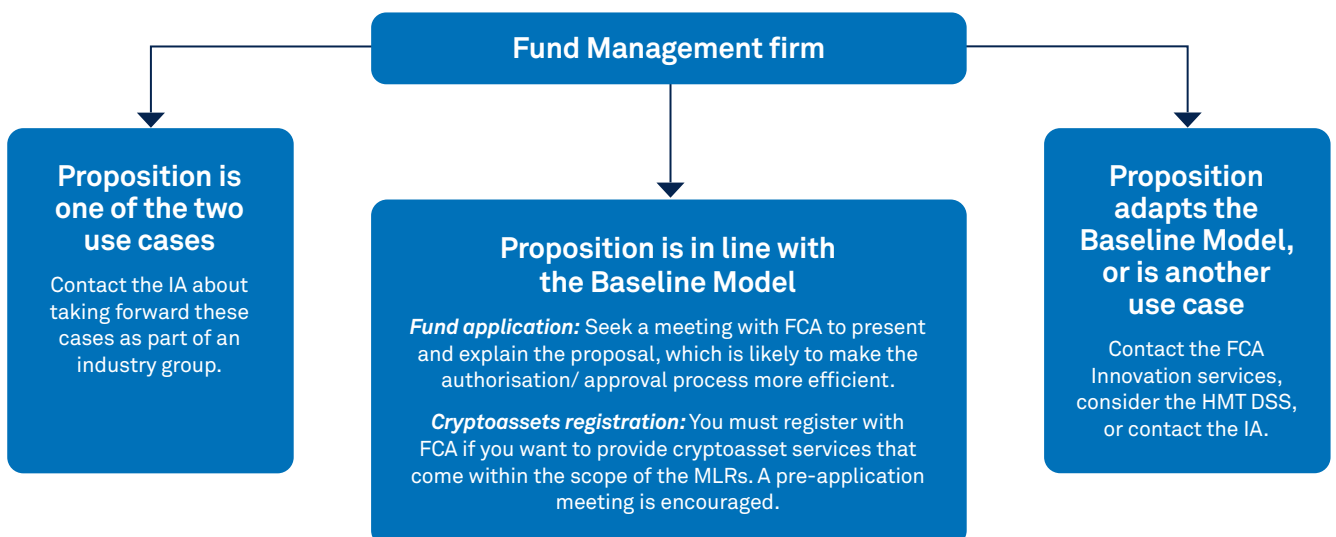 Fund Management firm
Proposition is
one of the two
use cases
Contact the IA about
taking forward these
cases as part of an
industry group.
Proposition is in line with
the Baseline Model
Fund application: Seek a meeting with FCA to present
and explain the proposal, which is likely to make the
authorisation/ approval process more efficient.
Cryptoassets registration: You must register with
FCA if you want to provide cryptoasset services that
come within the scope of the MLRs. A pre-application
meeting is encouraged.
Proposition
adapts the
Baseline Model,
or is another
use case
Contact the FCA
Innovation services,
consider the HMT DSS,
or contact the IA.